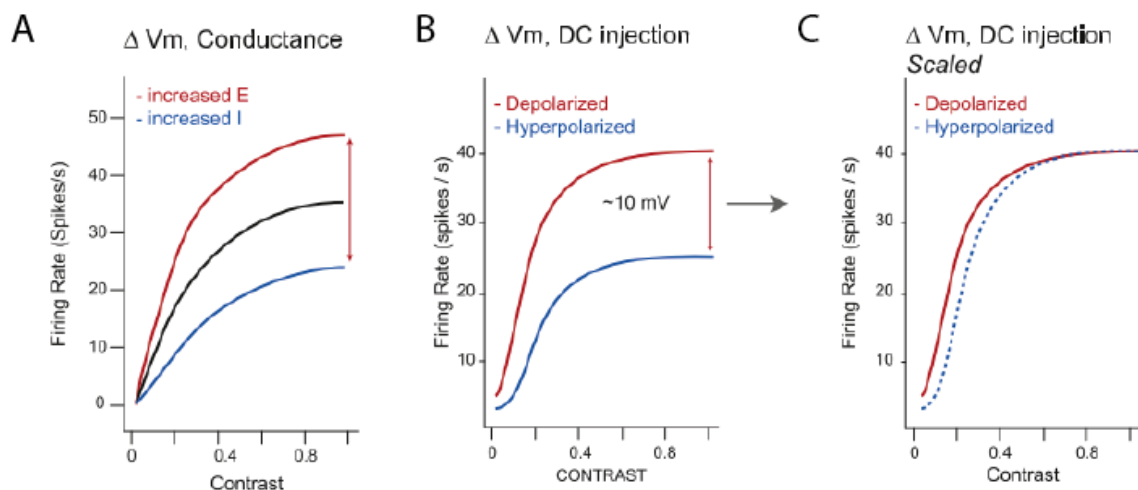 A
Δ Vm, Conductance
- increased E
- increased I
50
40
30
20
10
0
Firing Rate (Spikes/s)
0
0.4
0.8
Contrast
B
Δ Vm, DC injection
- Depolarized
- Hyperpolarized
40
30
20
10
Firing Rate (spikes / s)
~10 mV
0
0.4
0.8
CONTRAST
C
Δ Vm, DC injection
Scaled
- Depolarized
- Hyperpolarized
40
30
20
10
Firing Rate (spikes / s)
0
0.4
0.8
Contrast